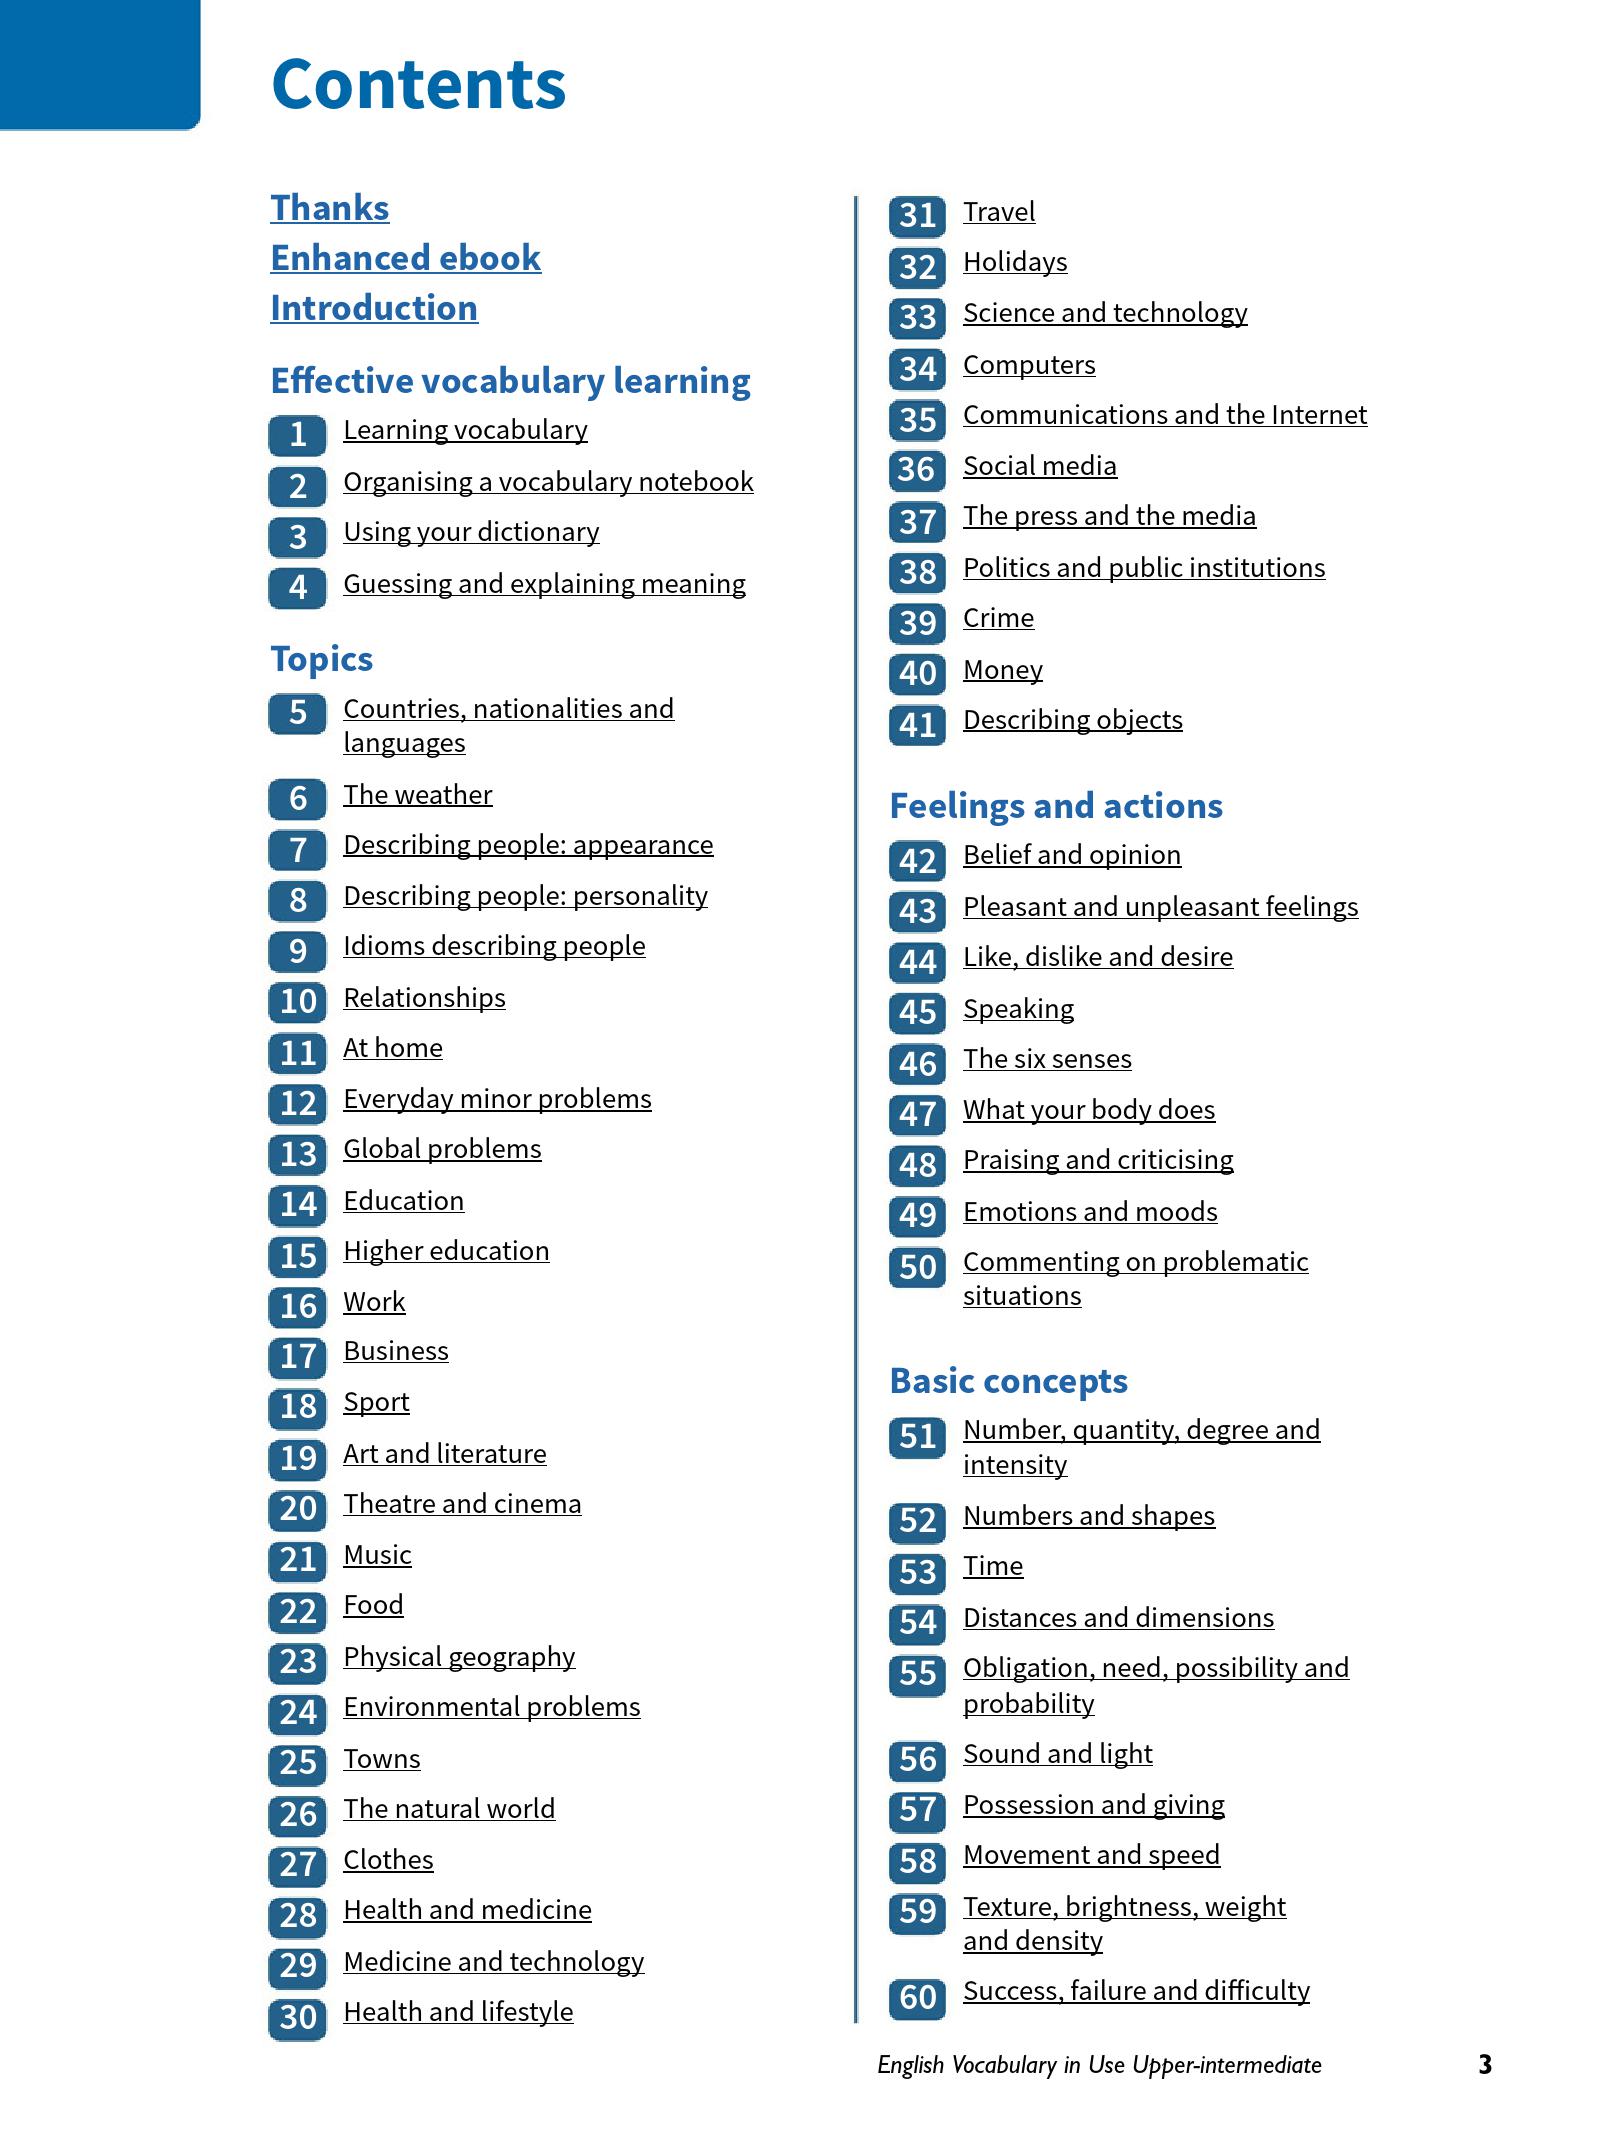 Contents
Thanks
Enhanced ebook
Introduction
Effective vocabulary learning
1 Learning vocabulary
2 Organising a vocabulary notebook
3 Using your dictionary
4 Guessing and explaining meaning
Topics
5 Countries, nationalities and
languages
6 The weather
7 Describing people: appearance
8 Describing people: personality
9 Idioms describing people
10 Relationships
11 At home
12 Everyday minor problems
13 Global problems
14 Education
15 Higher education
16 Work
17 Business
18 Sport
19 Art and literature
20 Theatre and cinema
21 Music
22 Food
23 Physical geography
24 Environmental problems
25 Towns
26 The natural world
27 Clothes
28 Health and medicine
29 Medicine and technology
30 Health and lifestyle
31 Travel
32 Holidays
33 Science and technology
34 Computers
35 Communications and the Internet
36 Social media
37 The press and the media
38 Politics and public institutions
39 Crime
40 Money
41 Describing objects
Feelings and actions
42 Belief and opinion
43 Pleasant and unpleasant feelings
44 Like, dislike and desire
45 Speaking
46 The six senses
47 What your body does
48 Praising and criticising
49 Emotions and moods
50 Commenting on problematic
situations
Basic concepts
51 Number, quantity, degree and
intensity
52 Numbers and shapes
53 Time
54 Distances and dimensions
55 Obligation, need, possibility and
probability
56 Sound and light
57 Possession and giving
58 Movement and speed
59 Texture, brightness, weight
and density
60 Success, failure and difficulty
English Vocabulary in Use Upper-intermediate 3